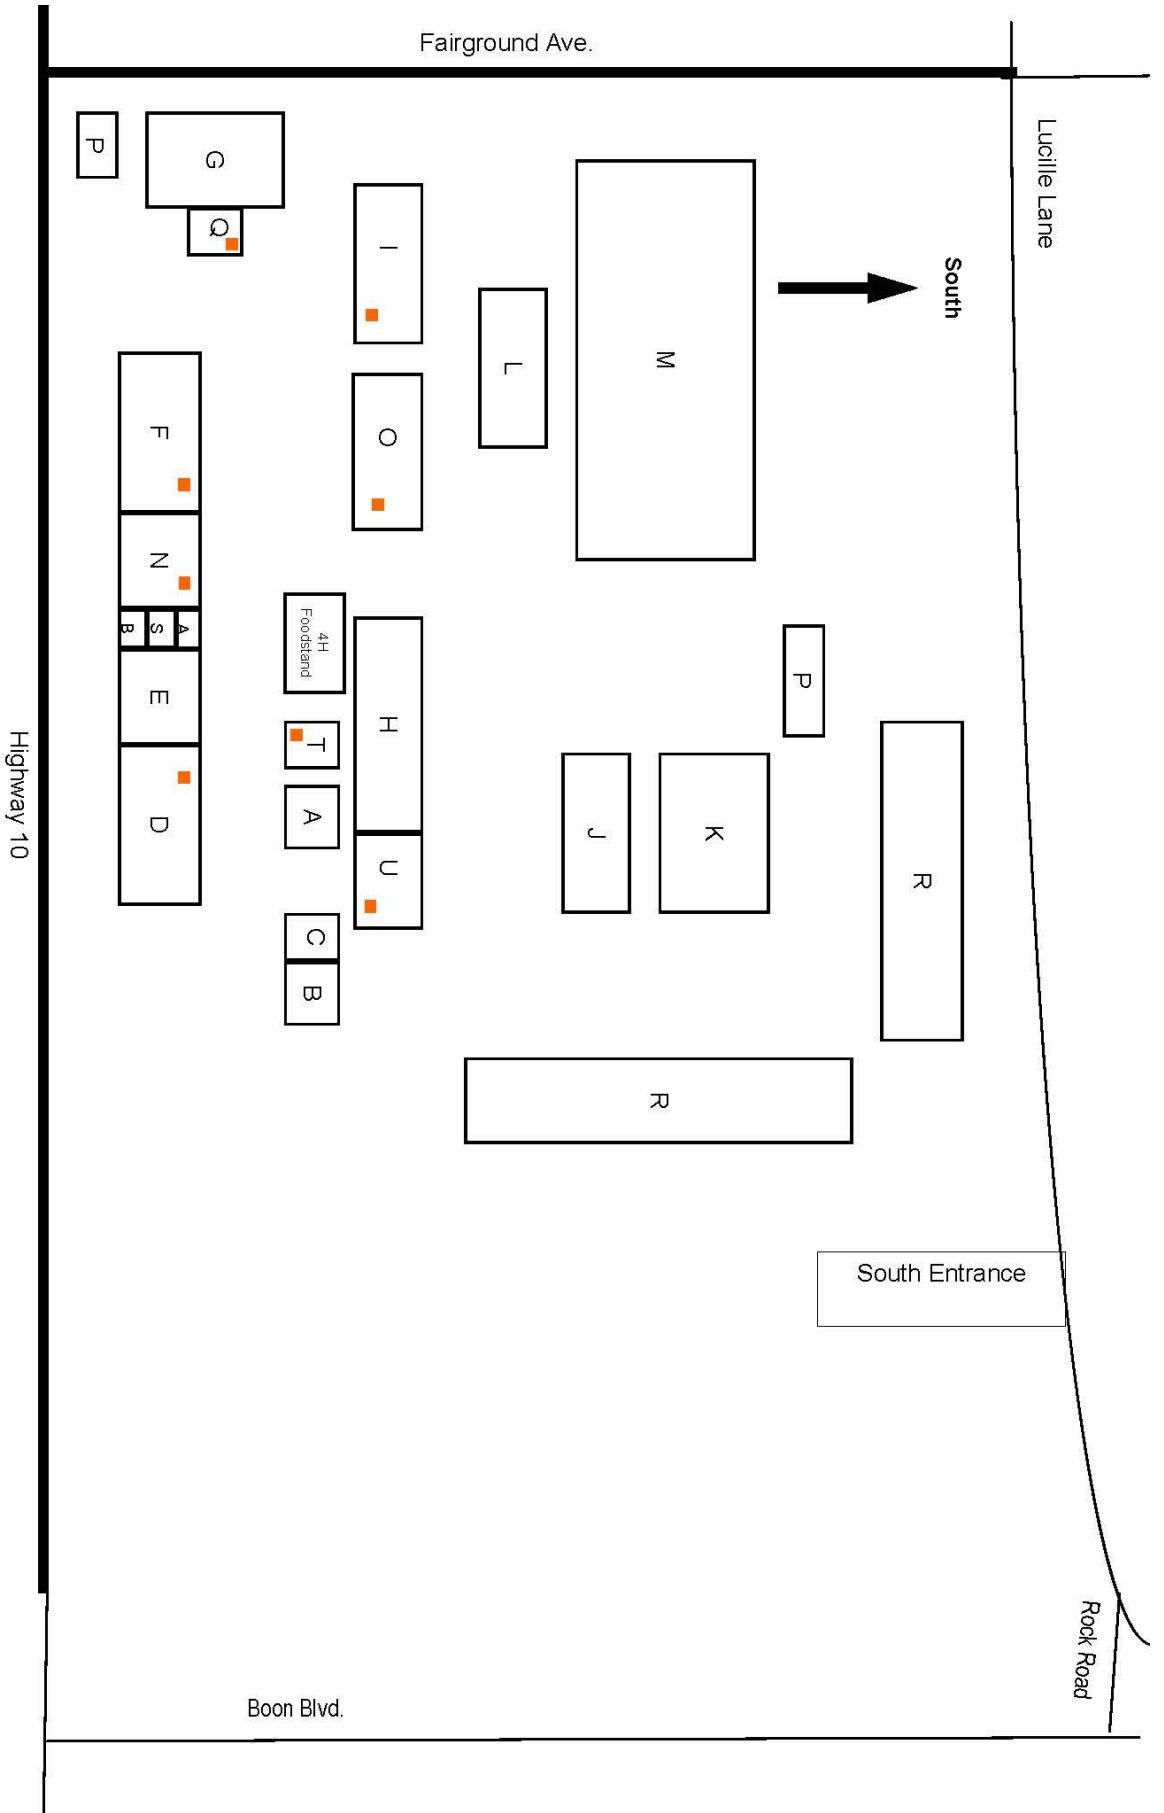 Fairground Ave.
Lucille Lane
P
G
Q
I
South
L
M
F
O
N
B
S
A
4H
Foodstand
P
E
H
T
R
Highway 10
D
A
J
K
U
C
B
R
South Entrance
Rock Road
Boon Blvd.